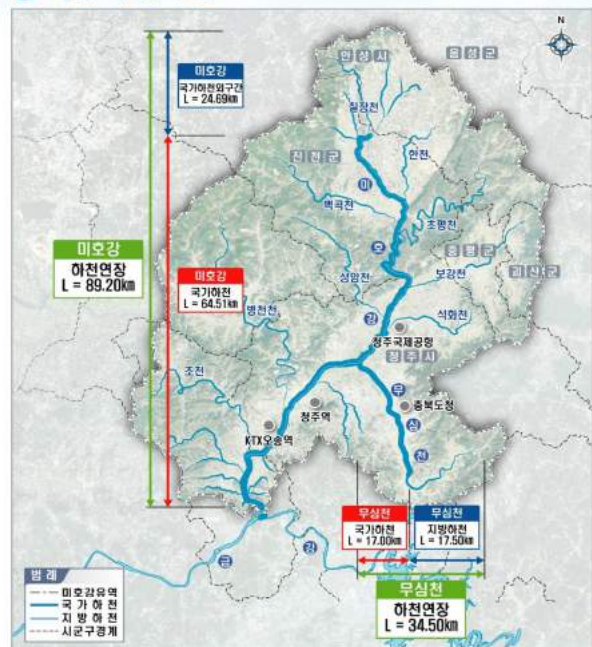 N
안성시
음성군
미호강
국가하천외구간
L = 24.69km
칠장천
진천군
한천
미
백곡천
초평천
호
증평군
괴산군
미호강
하천연장
L = 89.20km
미호강
국가하천
L = 64.51km
성암천
보강천
병천천
강
석화천
청주국제공항
청주시
조천
무
청주역
충북도청
심
KTX오송역
천
무심천
국가하천
L = 17.00km
무심천
지방하천
L = 17.50km
금
강
무심천
하천연장
L = 34.50km
범 례
미호강유역
국가하천
지방하천
시군구경계